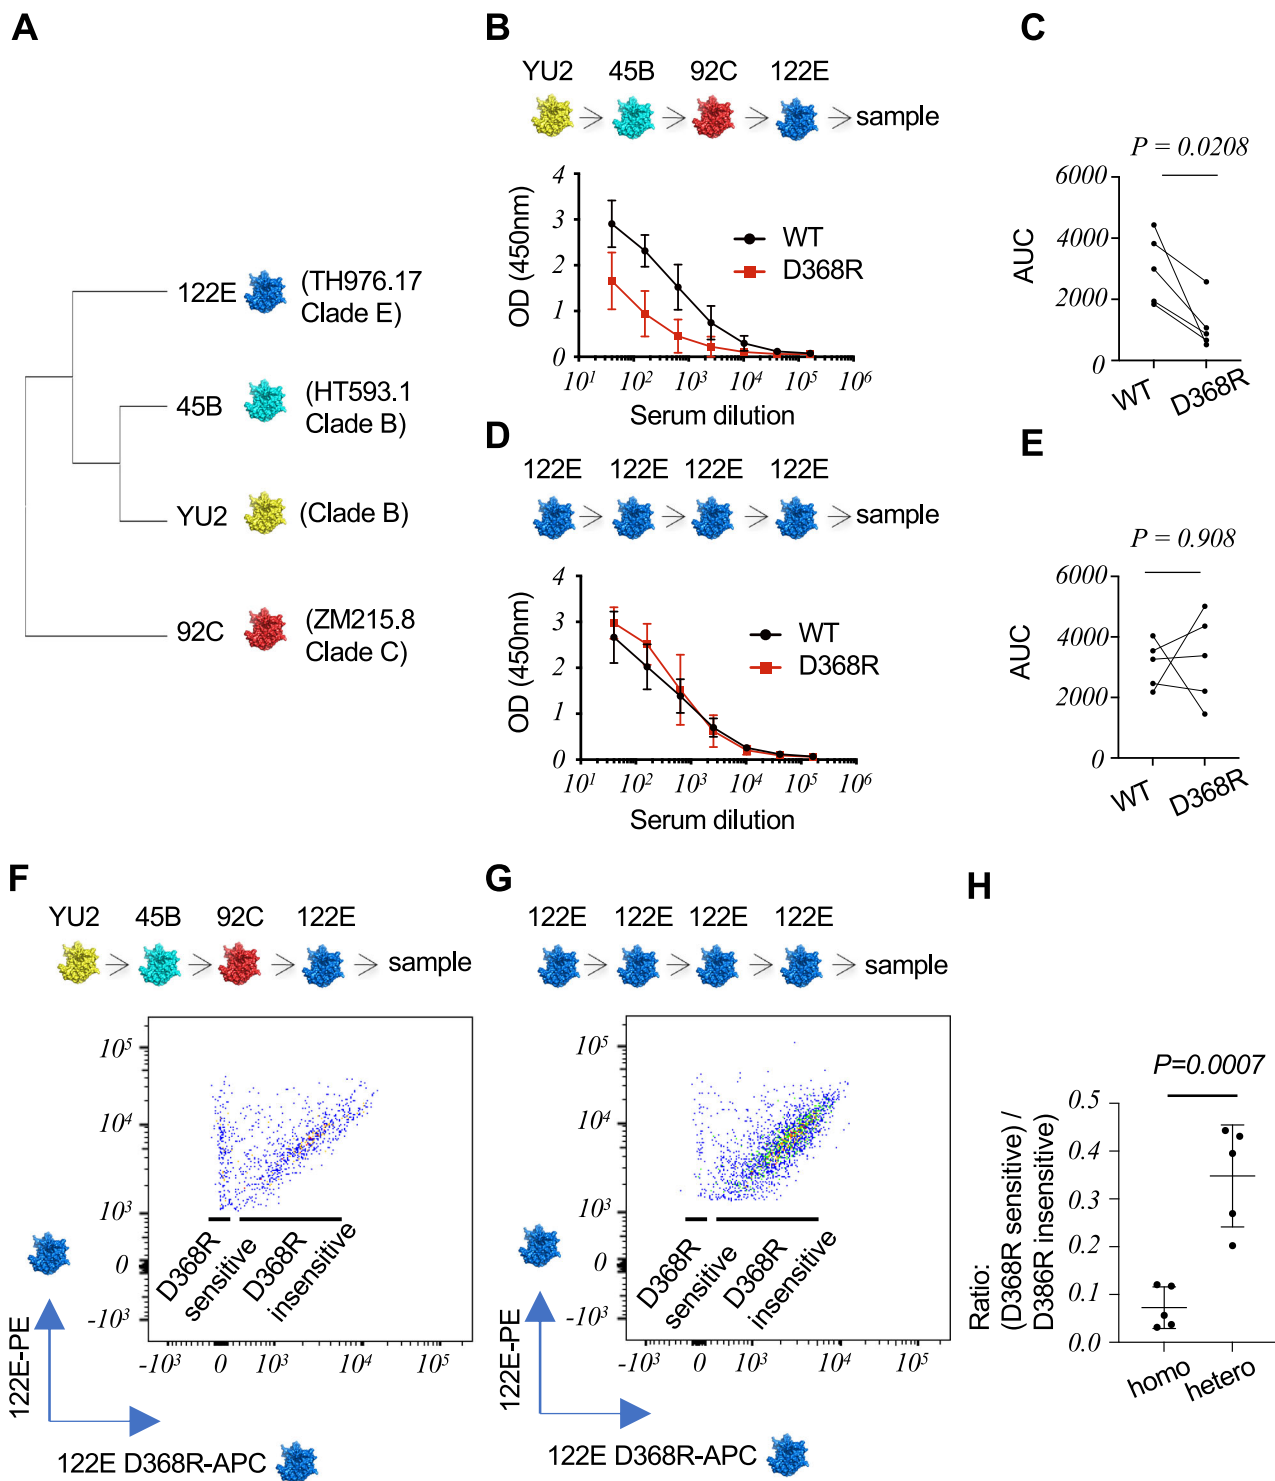 A
122E
(TH976.17
Clade E)
45B
(HT593.1
Clade B)
YU2
(Clade B)
92C
(ZM215.8
Clade C)
B
YU2 45B 92C 122E
sample
4
3
2
1
0
OD (450nm)
WT
D368R
10¹ 10² 10³ 10⁴ 10⁵ 10⁶
Serum dilution
C
P = 0.0208
6000
4000
2000
0
AUC
WT D368R
D
122E 122E 122E 122E
sample
4
3
2
1
0
OD (450nm)
WT
D368R
10¹ 10² 10³ 10⁴ 10⁵ 10⁶
Serum dilution
E
P = 0.908
6000
4000
2000
0
AUC
WT D368R
F
YU2 45B 92C 122E
sample
10⁵
10⁴
10³
0
-10³
D368R
sensitive
D368R
insensitive
-10³ 0 10³ 10⁴ 10⁵
122E-PE
122E D368R-APC
G
122E 122E 122E 122E
sample
10⁵
10⁴
10³
0
-10³
D368R
sensitive
D368R
insensitive
-10³ 0 10³ 10⁴ 10⁵
122E-PE
122E D368R-APC
H
P=0.0007
Ratio:
(D368R sensitive) /
D386R insensitive)
0.5
0.4
0.3
0.2
0.1
0.0
homo hetero